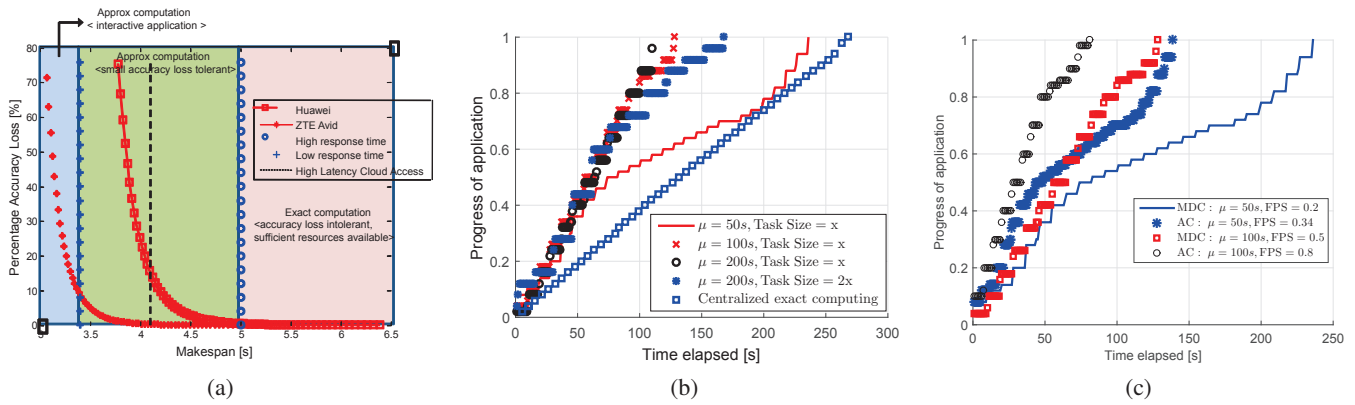 Approx computation
< interactive application >
Approx computation
<small accuracy loss tolerant>
Huawei
ZTE Avid
High response time
Low response time
High Latency Cloud Access
Exact computation
<accuracy loss intolerant,
sufficient resources available>
Percentage Accuracy Loss [%]
80
70
60
50
40
30
20
10
0
3 3.5 4 4.5 5 5.5 6 6.5
Makespan [s]
(a)
Progress of application
1
0.8
0.6
0.4
0.2
0
μ = 50s, Task Size = x
μ = 100s, Task Size = x
μ = 200s, Task Size = x
μ = 200s, Task Size = 2x
Centralized exact computing
0 50 100 150 200 250 300
Time elapsed [s]
(b)
Progress of application
1
0.8
0.6
0.4
0.2
0
MDC : μ = 50s, FPS = 0.2
AC : μ = 50s, FPS = 0.34
MDC : μ = 100s, FPS = 0.5
AC : μ = 100s, FPS = 0.8
0 50 100 150 200 250
Time elapsed [s]
(c)